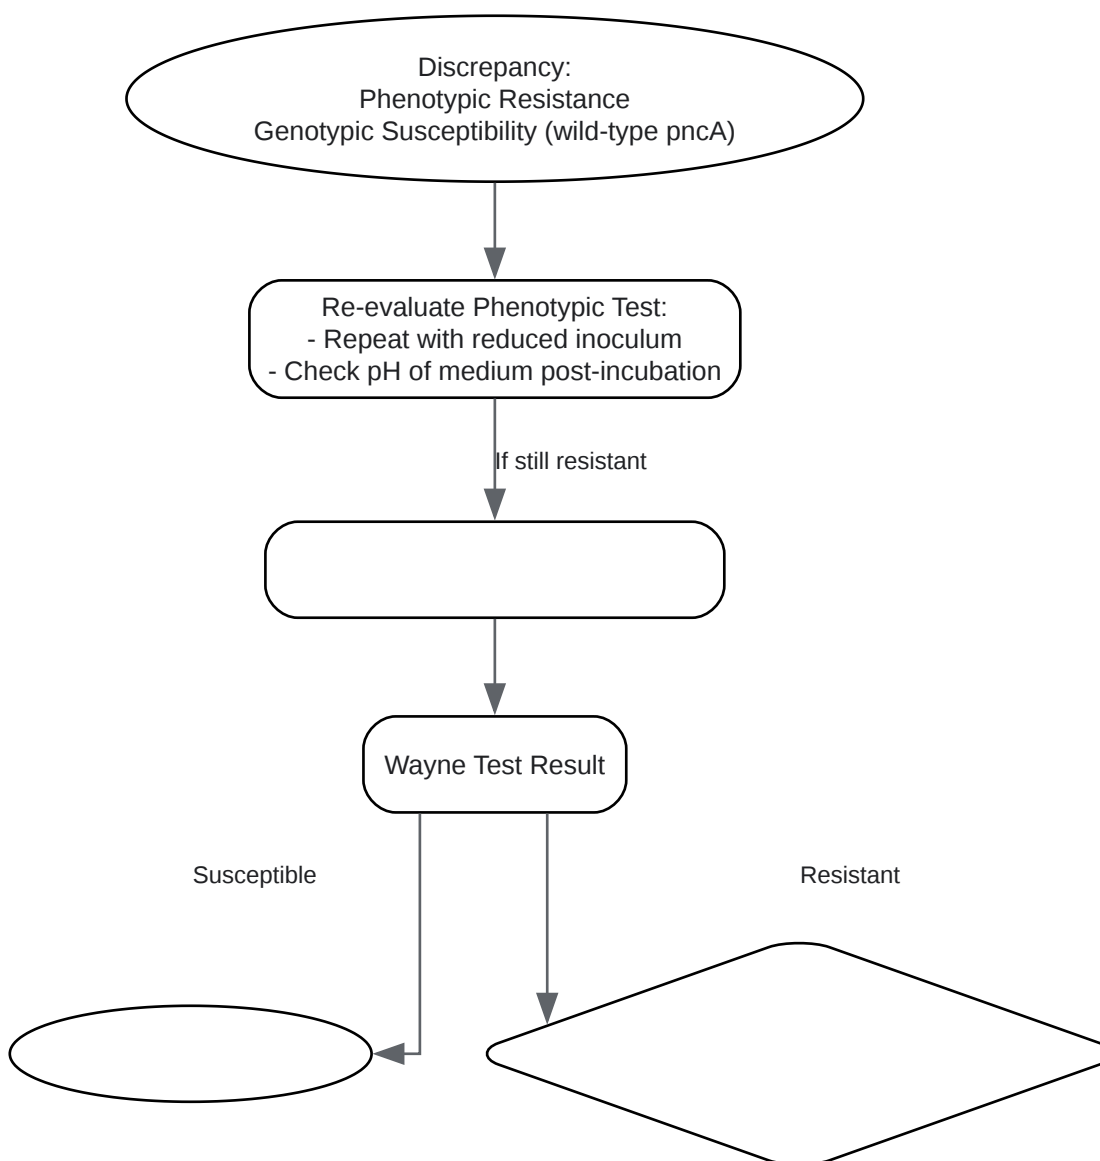 Discrepancy:
Phenotypic Resistance
Genotypic Susceptibility (wild-type pncA)
Re-evaluate Phenotypic Test:
- Repeat with reduced inoculum
- Check pH of medium post-incubation
If still resistant
Wayne Test Result
Susceptible
Resistant